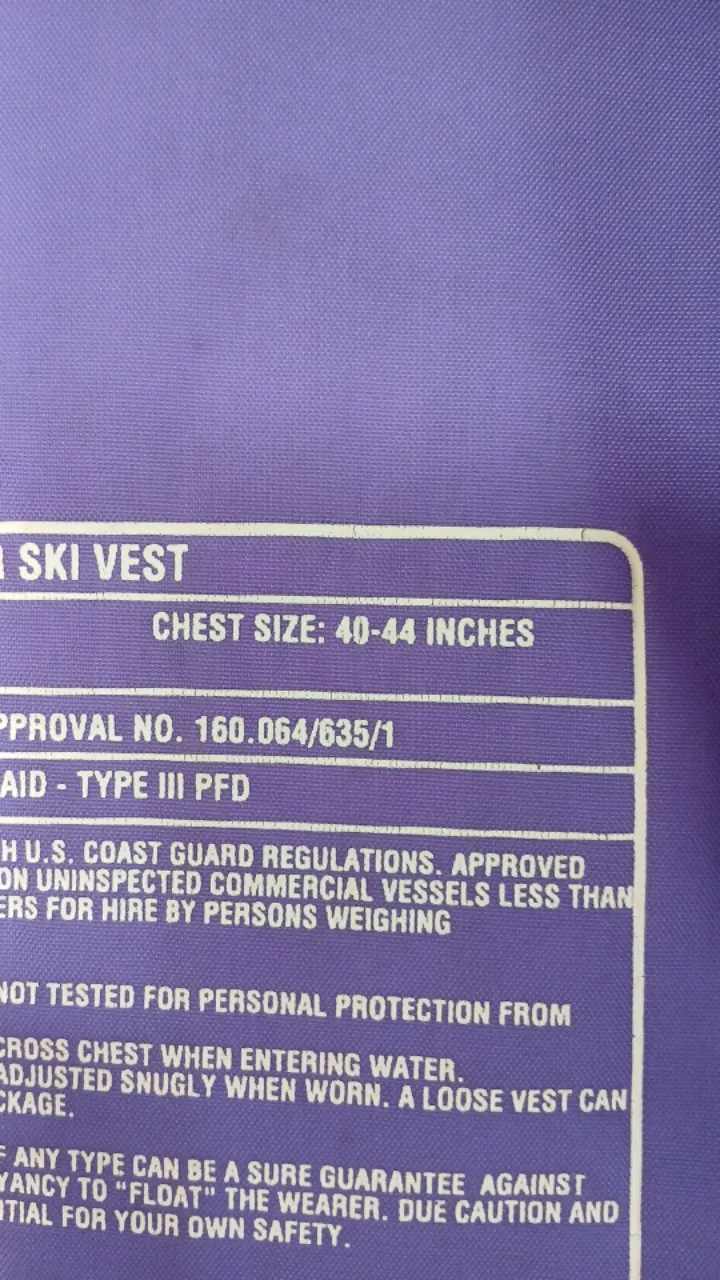 SKI VEST
CHEST SIZE: 40-44 INCHES
PPROVAL NO. 160.064/635/1
AID - TYPE III PFD
H U.S. COAST GUARD REGULATIONS. APPROVED
ON UNINSPECTED COMMERCIAL VESSELS LESS THAN
ERS FOR HIRE BY PERSONS WEIGHING
NOT TESTED FOR PERSONAL PROTECTION FROM
CROSS CHEST WHEN ENTERING WATER.
ADJUSTED SNUGLY WHEN WORN. A LOOSE VEST CAN
CKAGE.
F ANY TYPE CAN BE A SURE GUARANTEE AGAINST
YANCY TO "FLOAT" THE WEARER. DUE CAUTION AND
TIAL FOR YOUR OWN SAFETY.